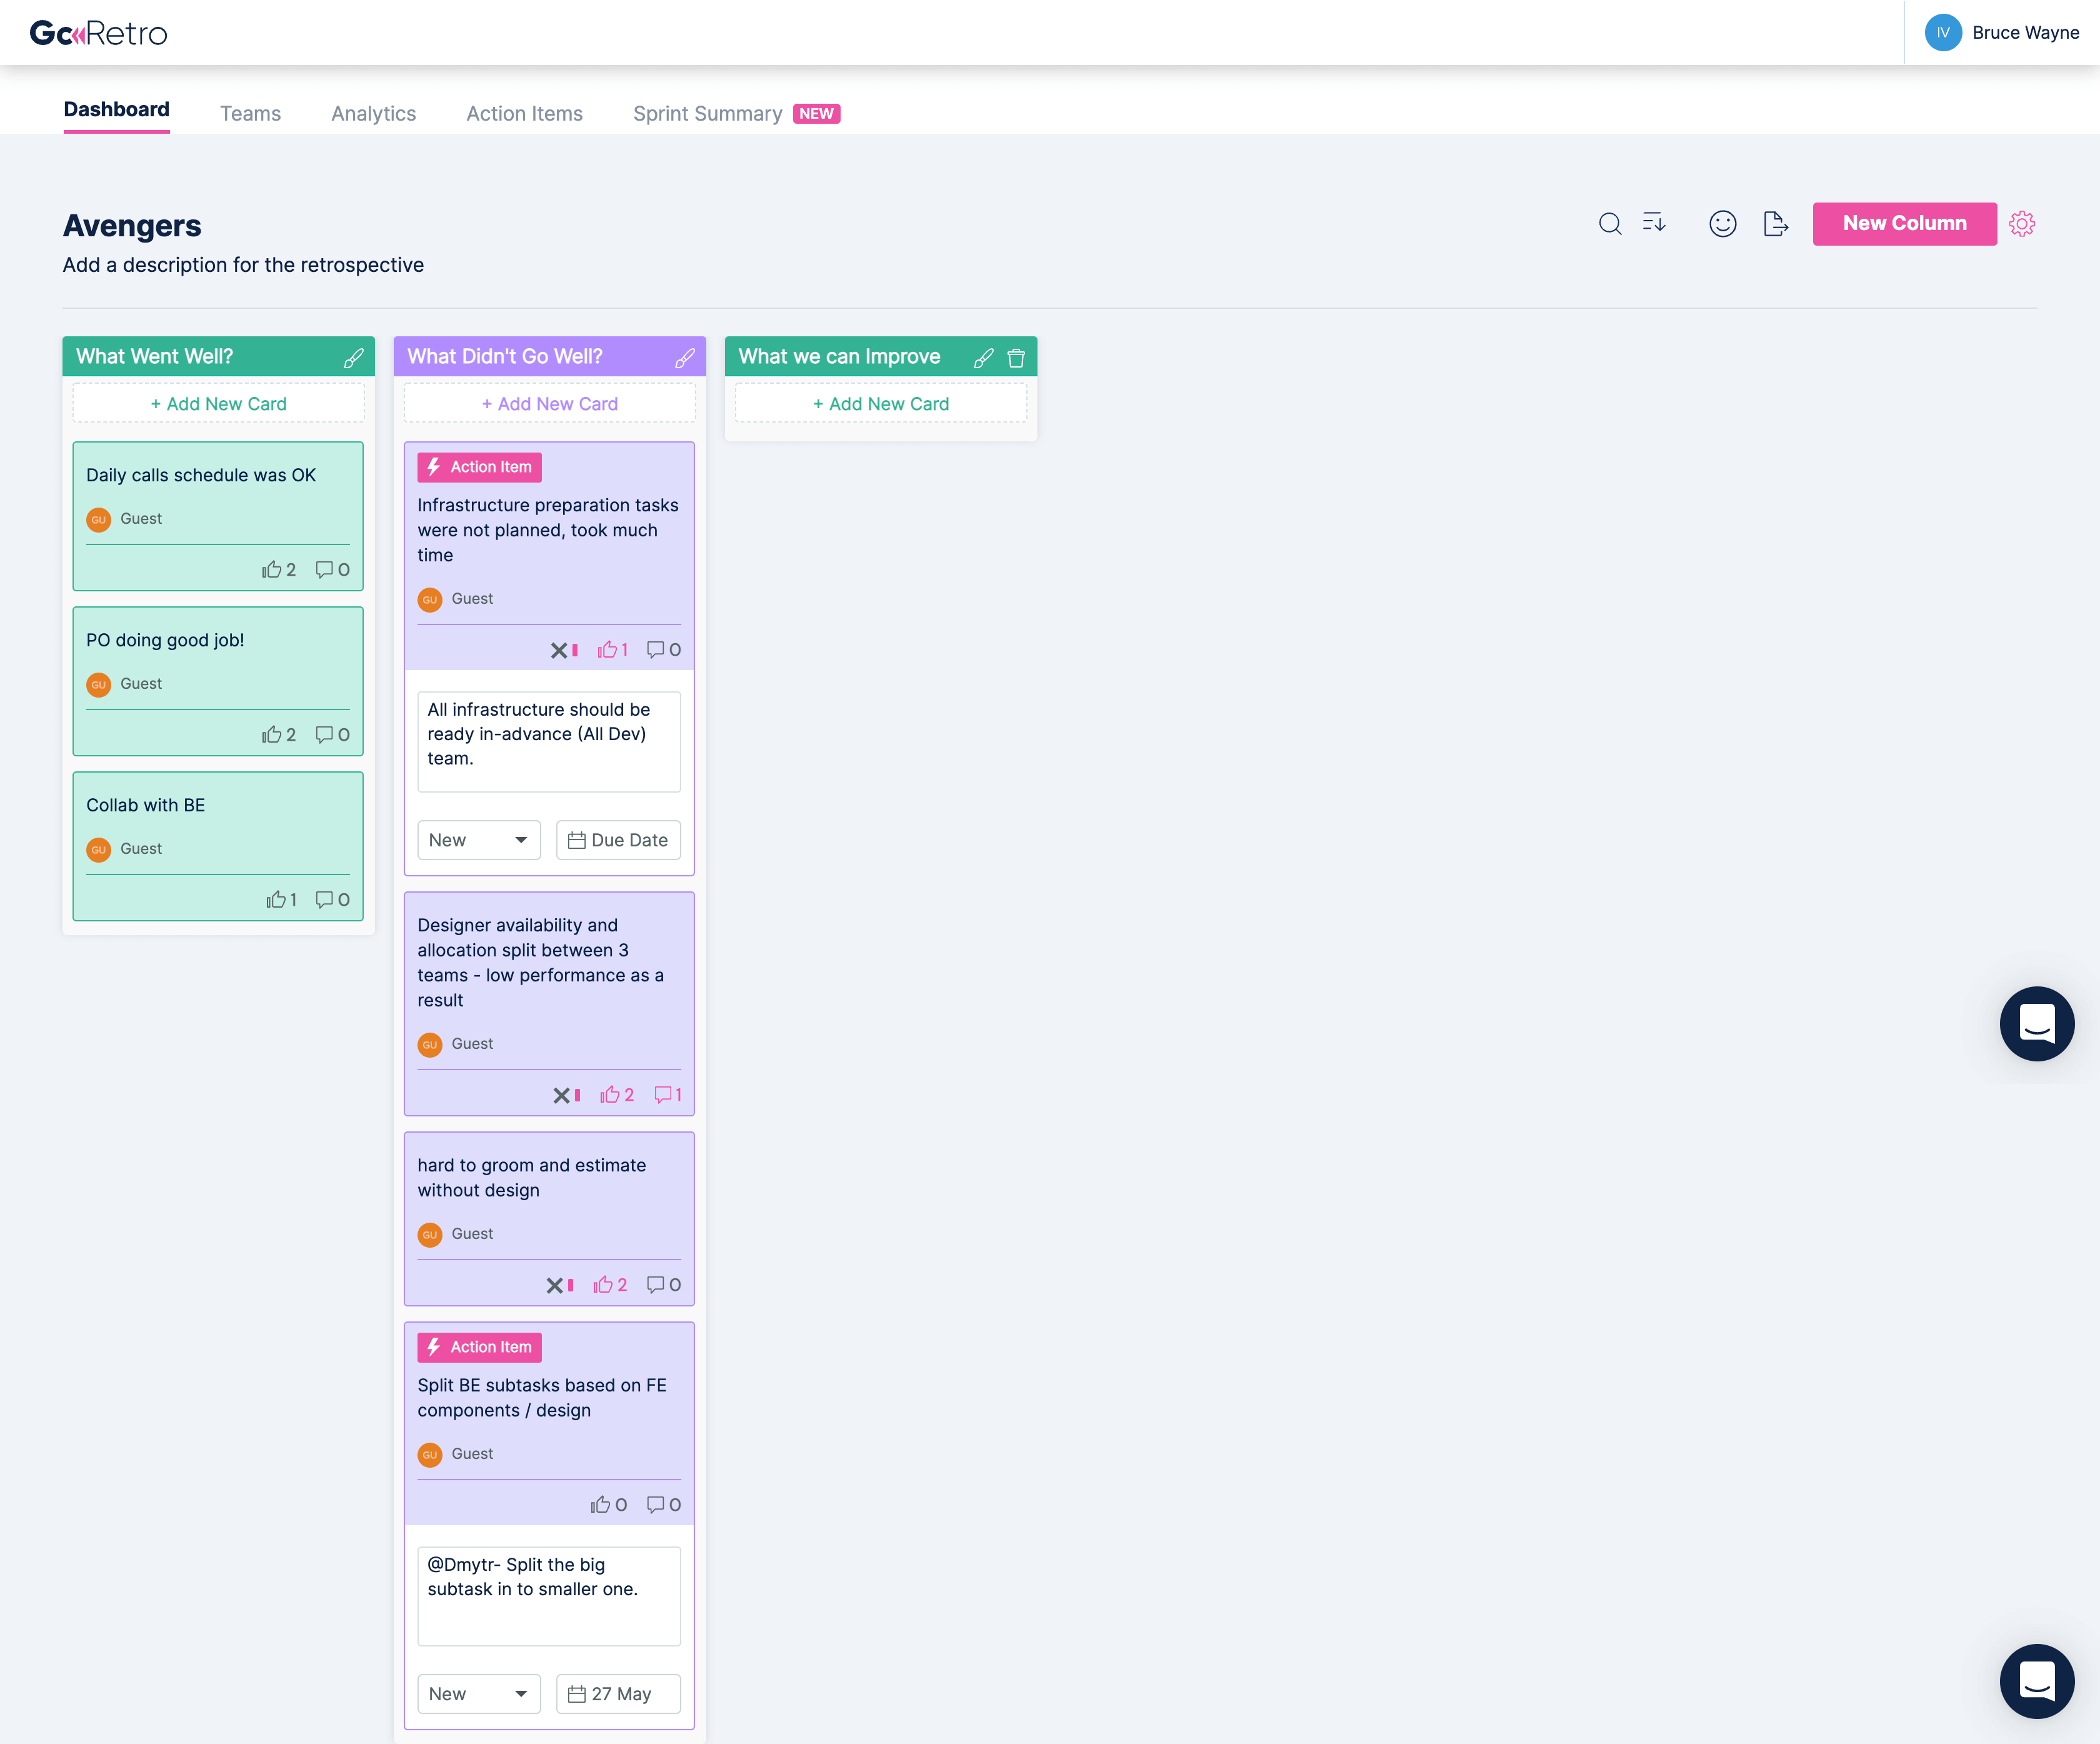 GoRetro
IV Bruce Wayne
Dashboard Teams Analytics Action Items Sprint Summary NEW
Avengers
Add a description for the retrospective
New Column
What Went Well?
+ Add New Card
Daily calls schedule was OK
GU Guest
2 0
PO doing good job!
GU Guest
2 0
Collab with BE
GU Guest
1 0
What Didn't Go Well?
+ Add New Card
Action Item
Infrastructure preparation tasks
were not planned, took much
time
GU Guest
1 0
All infrastructure should be
ready in-advance (All Dev)
team.
New Due Date
Designer availability and
allocation split between 3
teams - low performance as a
result
GU Guest
2 1
hard to groom and estimate
without design
GU Guest
2 0
Action Item
Split BE subtasks based on FE
components / design
GU Guest
0 0
@Dmytr- Split the big
subtask in to smaller one.
New 27 May
What we can Improve
+ Add New Card